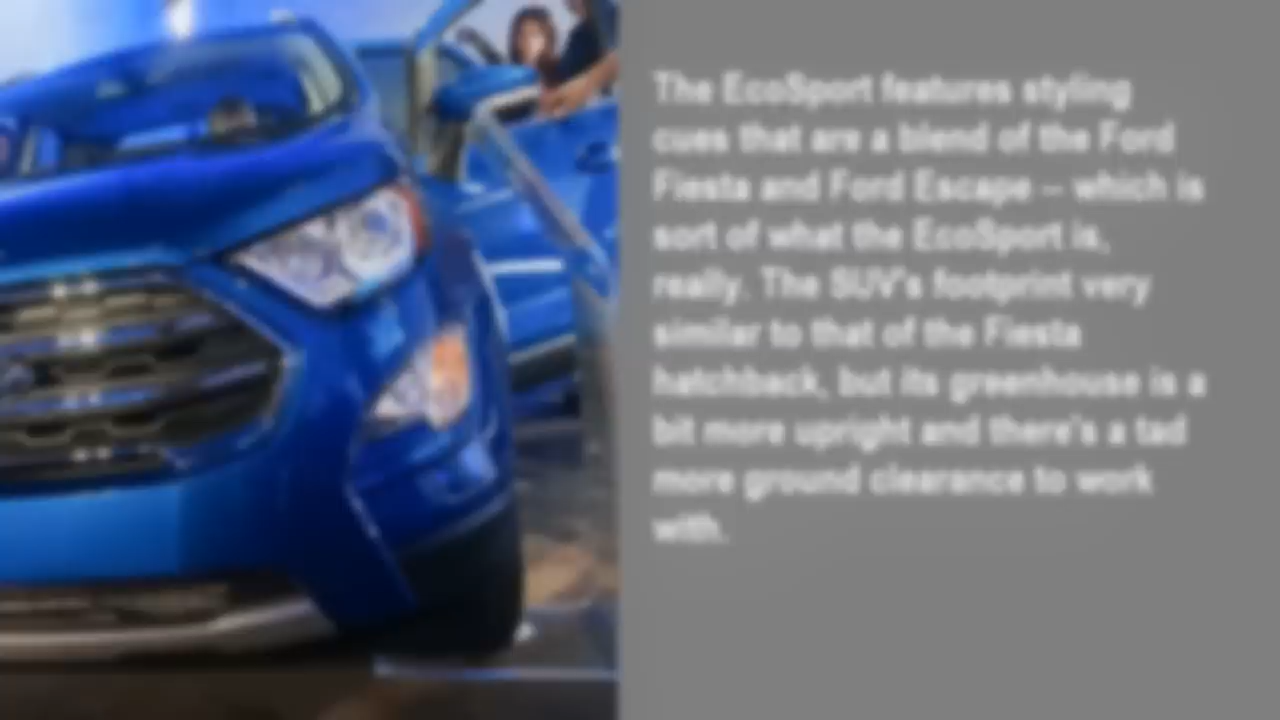 The EcoSport features styling
cues that are a blend of the Ford
Fiesta and Ford Escape – which is
sort of what the EcoSport is,
really. The SUV's footprint very
similar to that of the Fiesta
hatchback, but its greenhouse is a
bit more upright and there's a tad
more ground clearance to work
with.